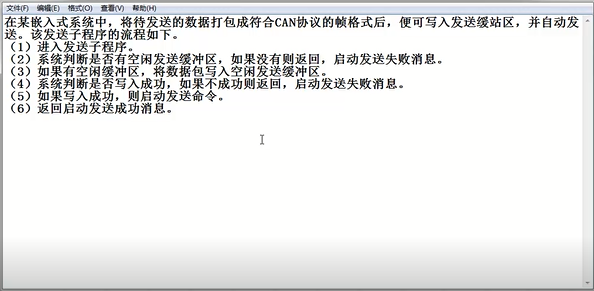 文件(F) 编辑(E) 格式(O) 查看(V) 帮助(H)
在某嵌入式系统中，将待发送的数据打包成符合CAN协议的帧格式后，便可写入发送缓站区，并自动发
送。该发送子程序的流程如下。
（1）进入发送子程序。
（2）系统判断是否有空闲发送缓冲区，如果没有则返回，启动发送失败消息。
（3）如果有空闲缓冲区，将数据包写入空闲发送缓冲区。
（4）系统判断是否写入成功，如果不成功则返回，启动发送失败消息。
（5）如果写入成功，则启动发送命令。
（6）返回启动发送成功消息。